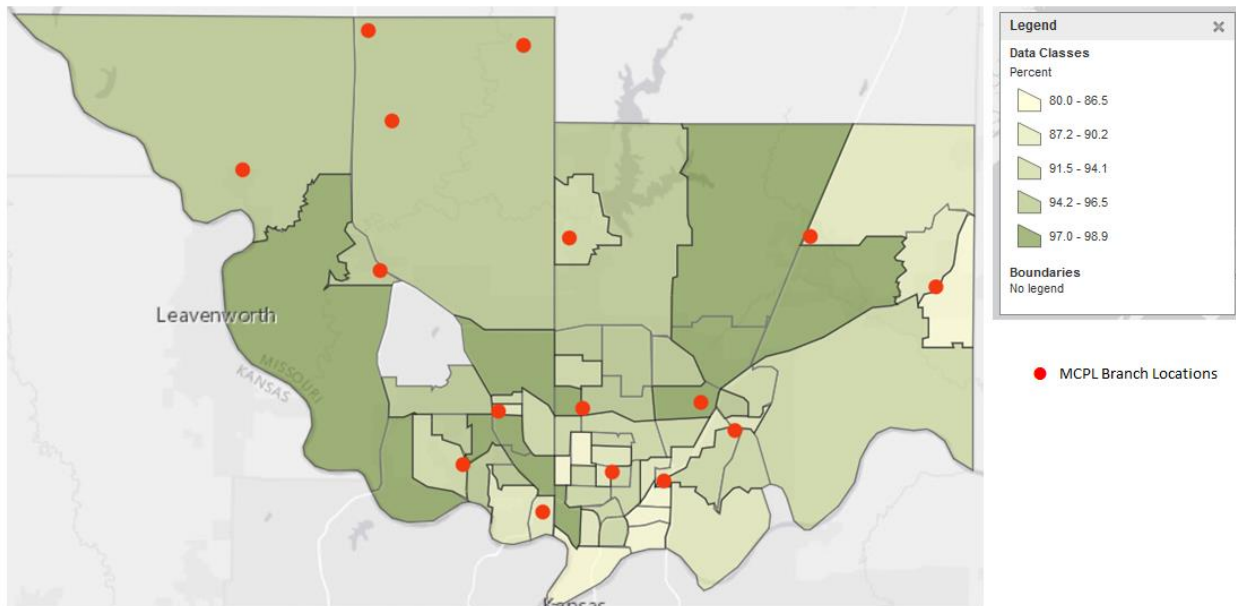 Legend
Data Classes
Percent
80.0 - 86.5
87.2 - 90.2
91.5 - 94.1
94.2 - 96.5
97.0 - 98.9
Boundaries
No legend
MCPL Branch Locations
Leavenworth
MISSOURI
KANSAS
Kansas